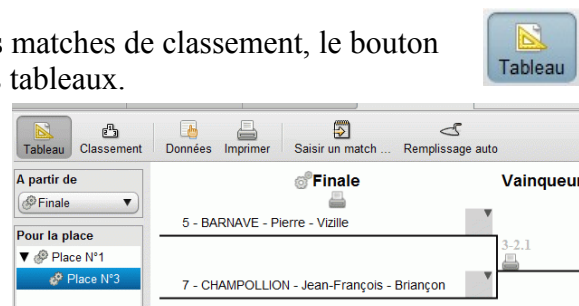 s matches de classement, le bouton
s tableaux.
Tableau
Tableau Classement Données Imprimer Saisir un match ... Remplissage auto
A partir de
Finale
Pour la place
Place N°1
Place N°3
Finale Vainqueur
5 - BARNAVE - Pierre - Vizille
3-2.1
7 - CHAMPOLLION - Jean-François - Briançon